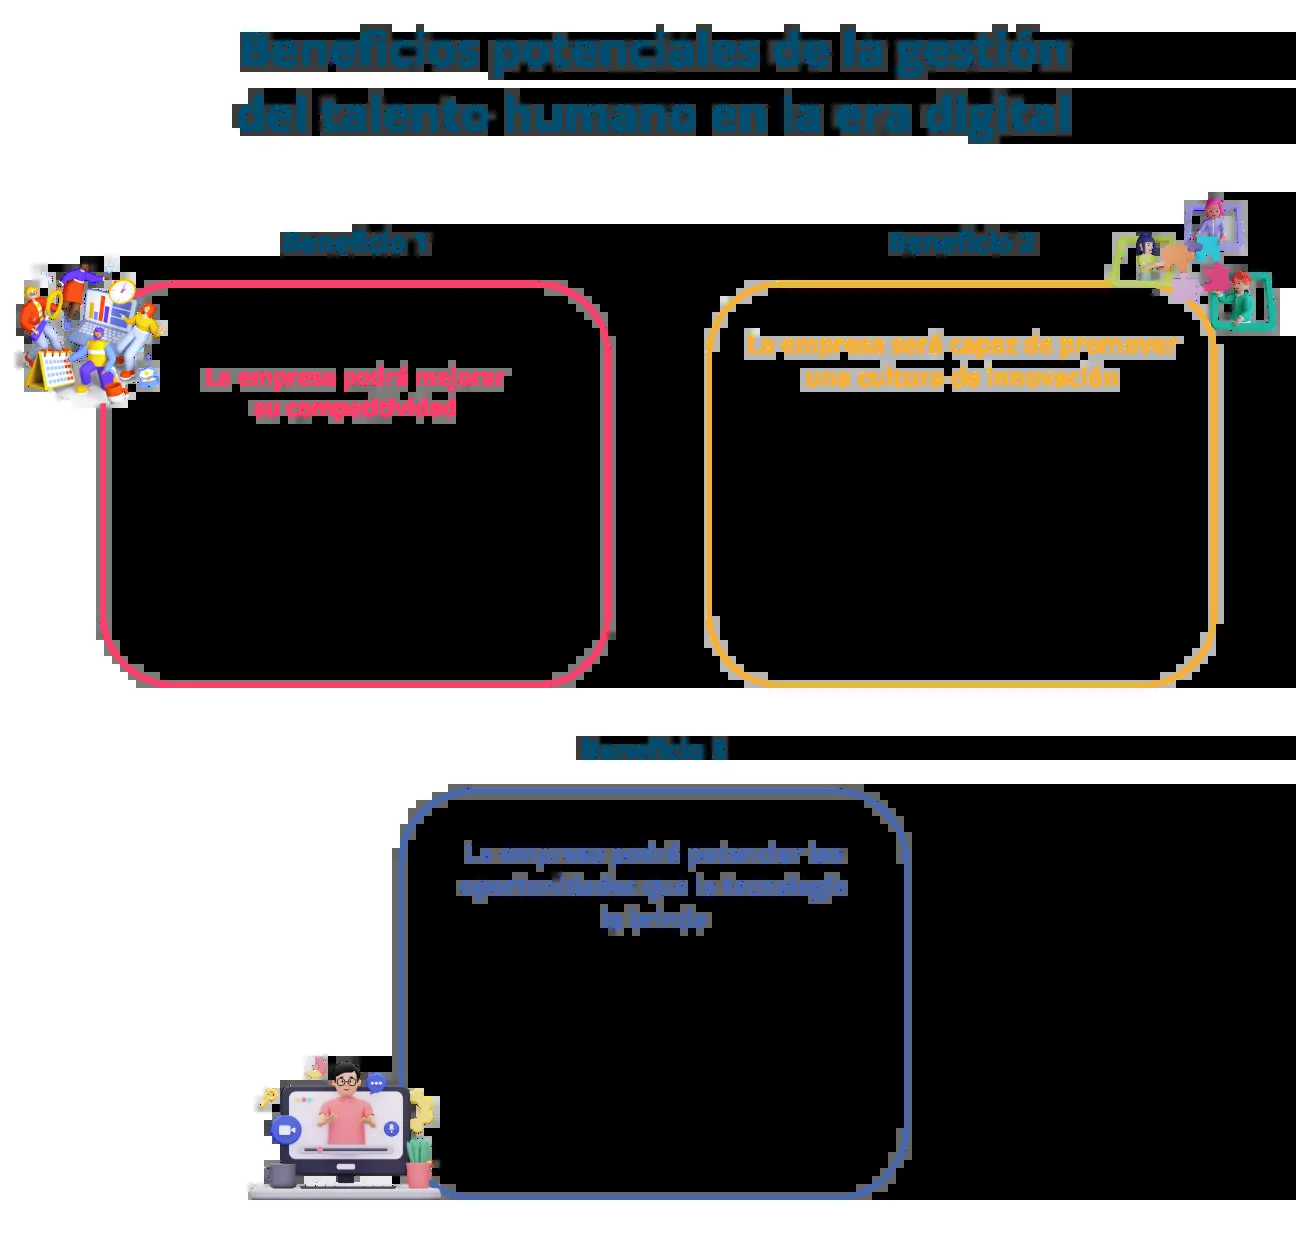 Beneficios potenciales de la gestión
del talento humano en la era digital
Beneficio 1
La empresa podrá mejorar
su competitividad
Beneficio 2
La empresa será capaz de promover
una cultura de innovación
Beneficio 3
La empresa podrá potenciar las
oportunidades que la tecnología
le brinda